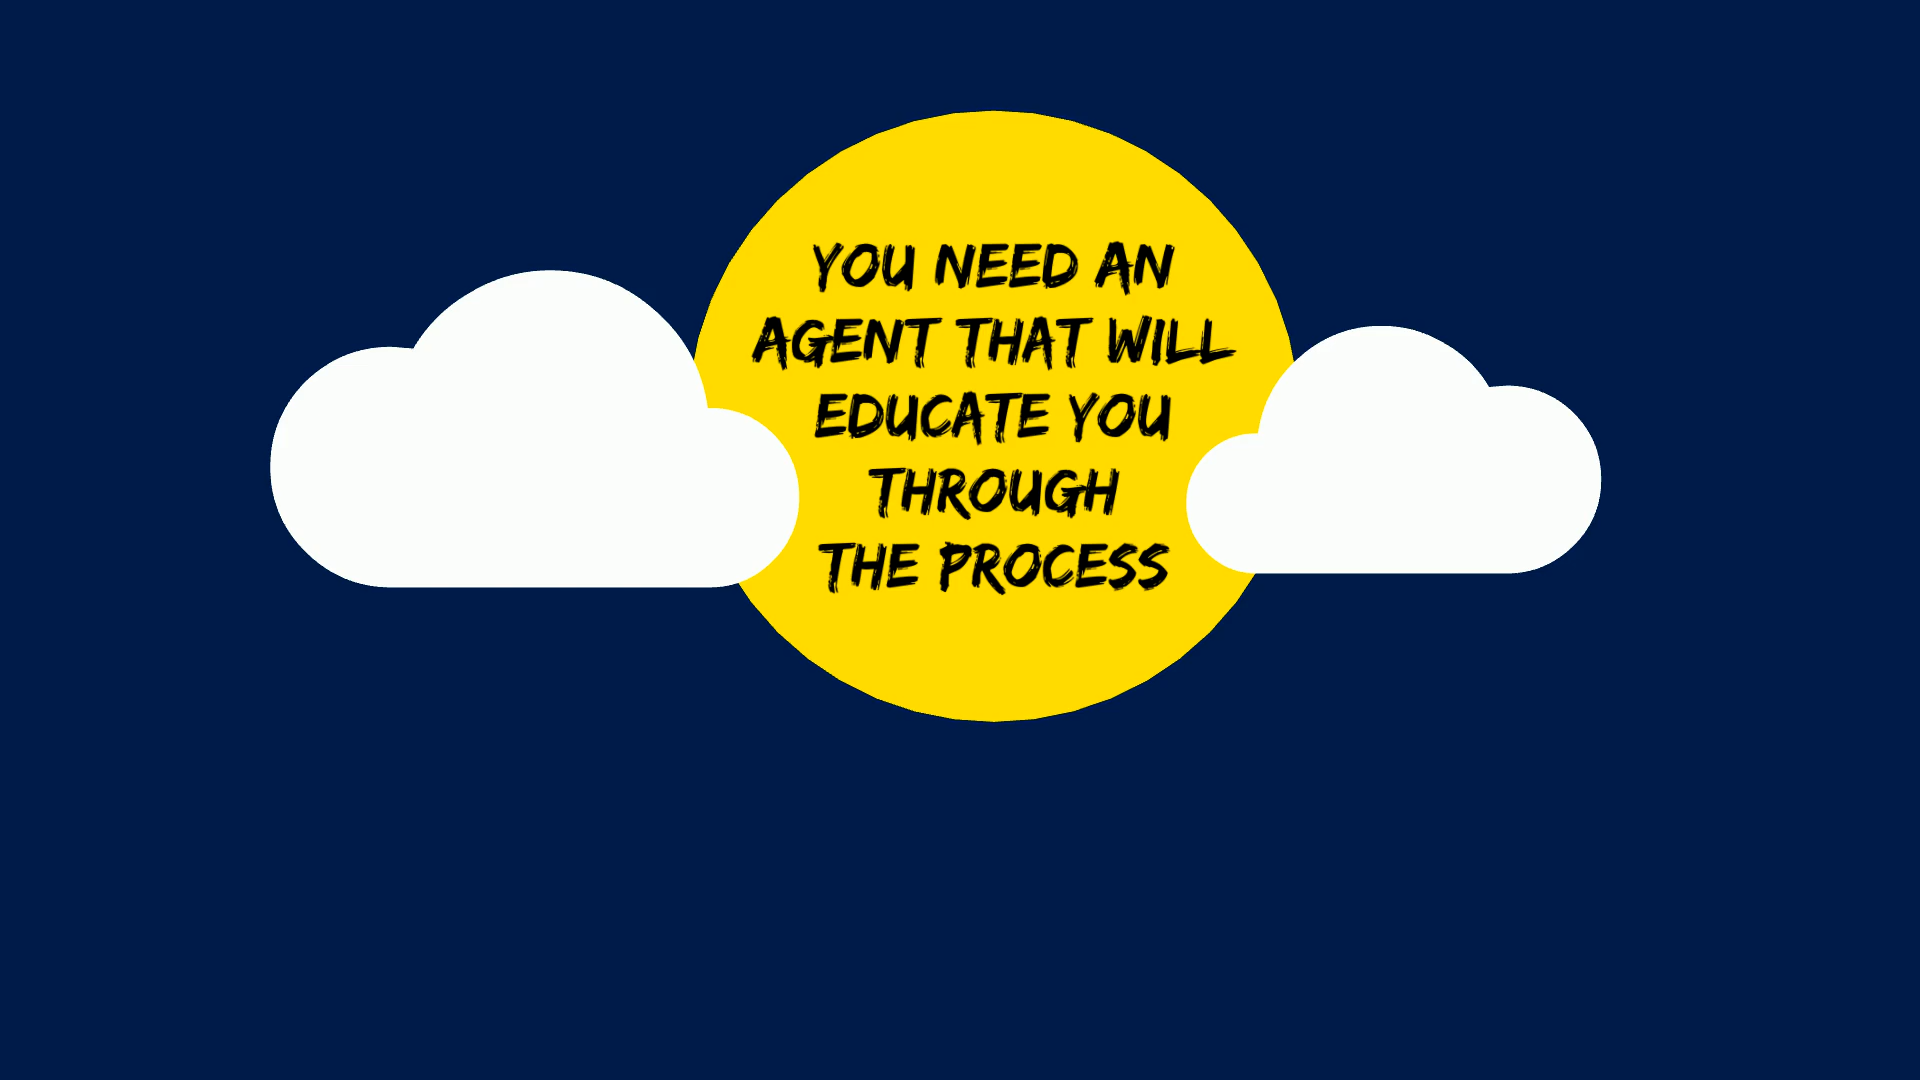 YOU NEED AN
AGENT THAT WILL
EDUCATE YOU
THROUGH
THE PROCESS